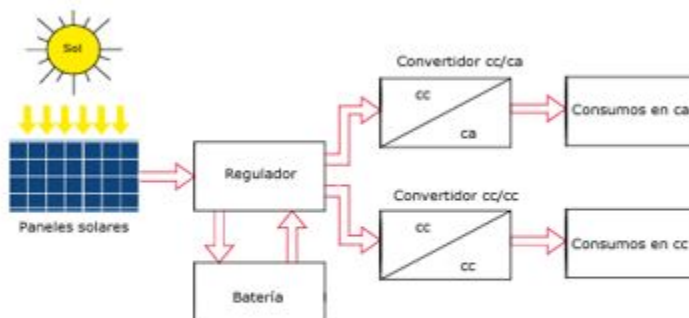 Sol
Paneles solares
Regulador
Batería
Convertidor cc/ca
cc
ca
Consumos en ca
Convertidor cc/cc
cc
cc
Consumos en cc